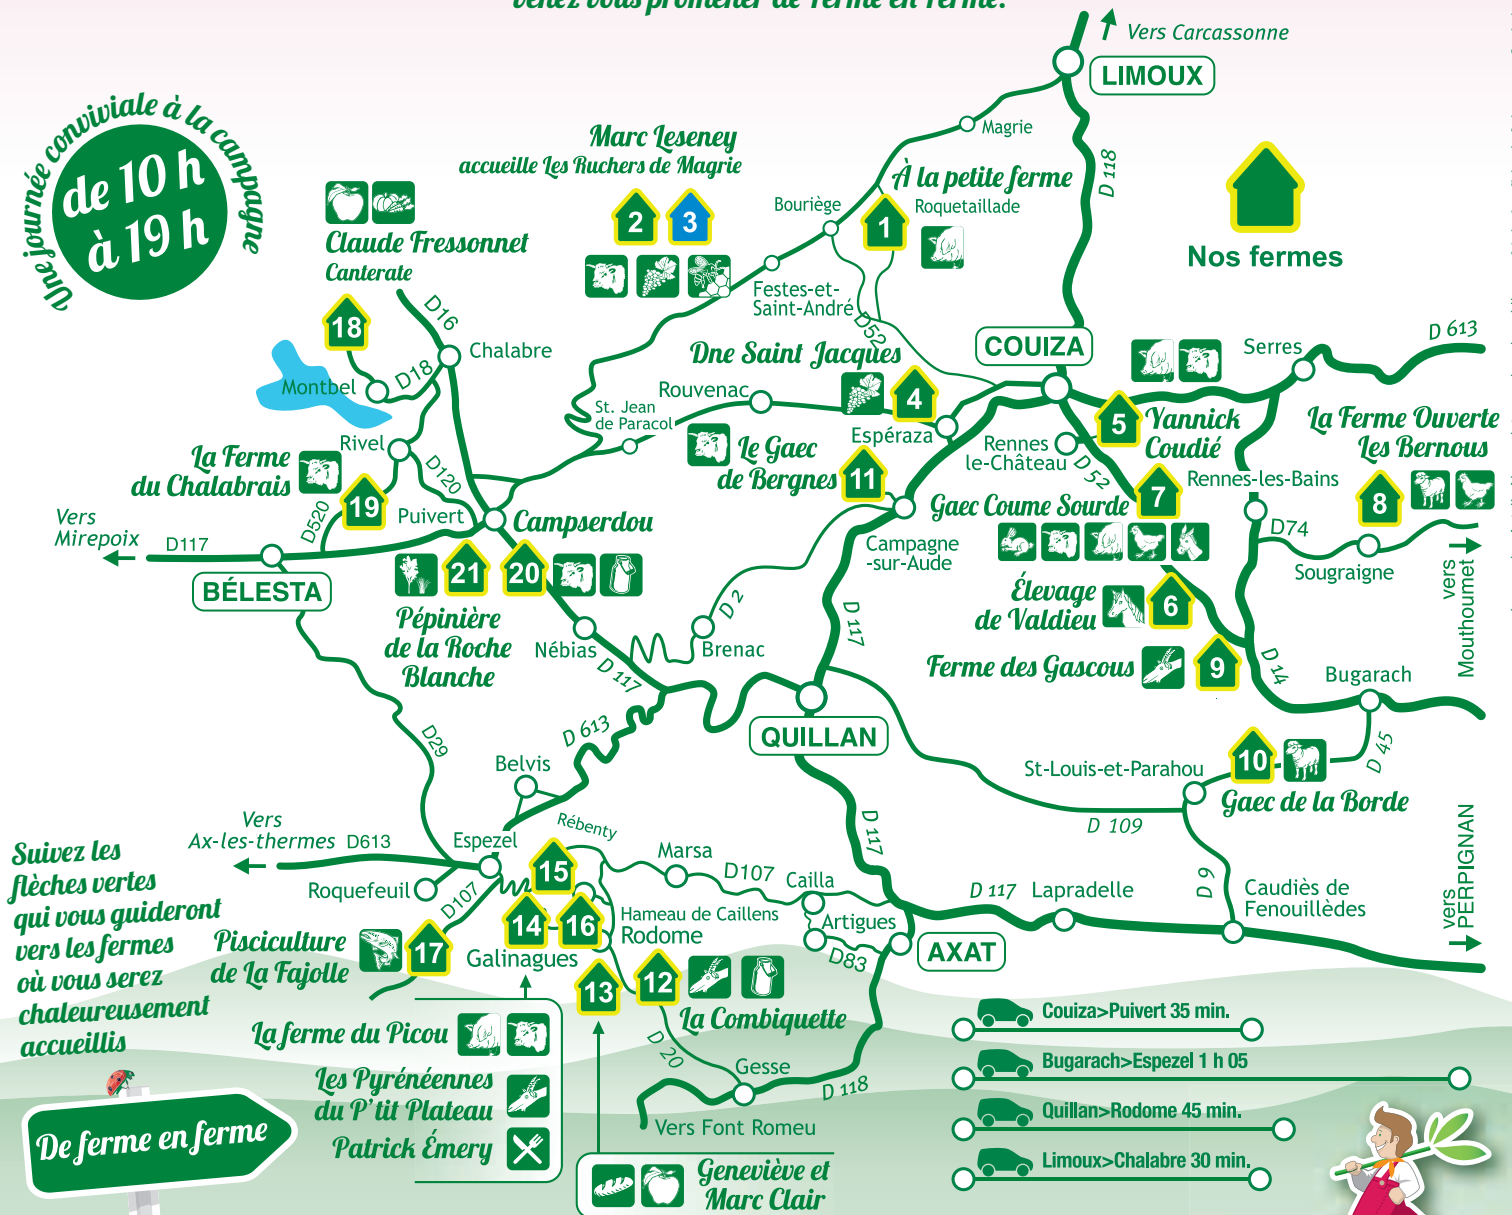 venez vous promener de Ferme en Ferme.
Vers Carcassonne
LIMOUX
Magrie
D 118
Une journée conviviale à la campagne
de 10 h
à 19 h
Marc Leseney
accueille Les Ruchers de Magrie
2
3
À la petite ferme
Roquetaillade
1
Bouriège
Festes-et-
Saint-André
D52
Nos fermes
Claude Fressonnet
Canterate
18
D16
Chalabre
Montbel
D18
Rivel
D120
La Ferme
du Chalabrais
19
D520
Puivert
Vers
Mirepoix
D117
BÉLESTA
Dne Saint Jacques
4
Rouvenac
St. Jean
de Paracol
Espéraza
COUIZA
Serres
D 613
5
Yannick
Coudié
Rennes
le-Château
D 52
Le Gaec
de Bergnes
11
La Ferme Ouverte
Les Bernous
8
Rennes-les-Bains
7
Gaec Coume Sourde
D74
Sougraigne
vers
Mouthoumet
Campserdou
21
20
Pépinière
de la Roche
Blanche
Nébias
D 117
Campagne
-sur-Aude
D 2
Brenac
D 117
Élevage
de Valdieu
6
Ferme des Gascous
9
D 14
Bugarach
D 45
D29
D 613
QUILLAN
Belvis
St-Louis-et-Parahou
10
Gaec de la Borde
D 109
Vers
Ax-les-thermes
D613
Espezel
Rébenty
Roquefeuil
D107
15
14
16
Galinagues
Marsa
D107
Cailla
Hameau de Caillens
Rodome
Artigues
D83
AXAT
D 117
D 117
Lapradelle
D 9
Caudiès de
Fenouillèdes
vers
PERPIGNAN
Suivez les
flèches vertes
qui vous guideront
vers les fermes
où vous serez
chaleureusement
accueillis
Pisciculture
de La Fajolle
17
13
12
La Combiquette
D 20
Gesse
D 118
Vers Font Romeu
La ferme du Picou
Les Pyrénéennes
du P'tit Plateau
Patrick Émery
Geneviève et
Marc Clair
Couiza>Puivert 35 min.
Bugarach>Espezel 1 h 05
Quillan>Rodome 45 min.
Limoux>Chalabre 30 min.
De ferme en ferme